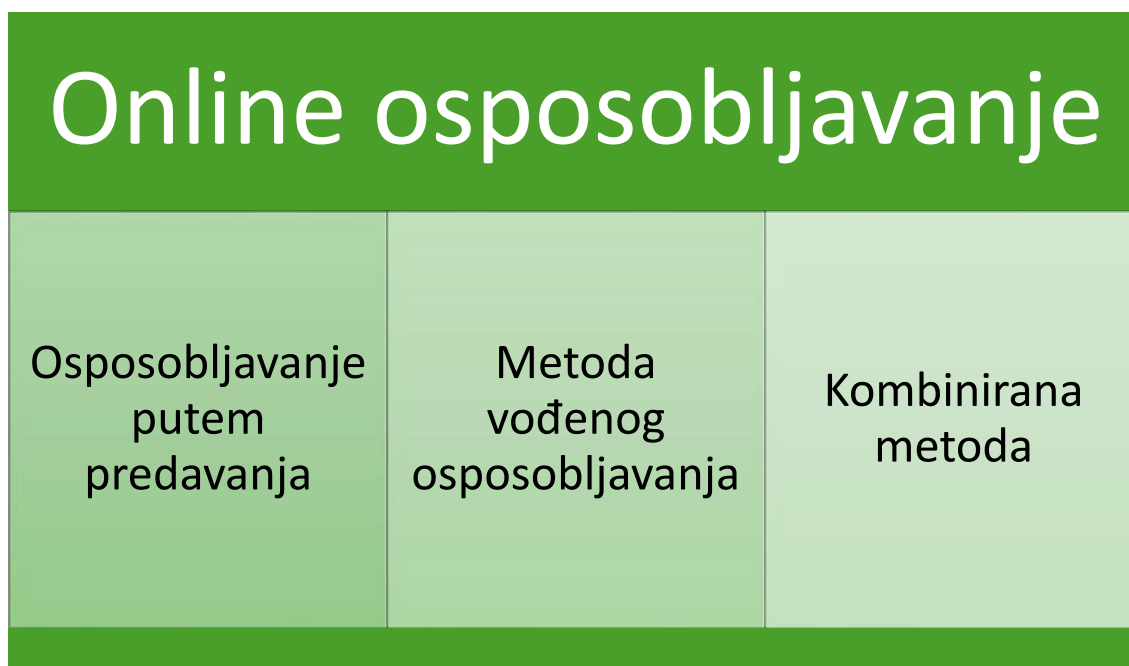 Online osposobljavanje
Osposobljavanje
putem
predavanja
Metoda
vođenog
osposobljavanja
Kombinirana
metoda